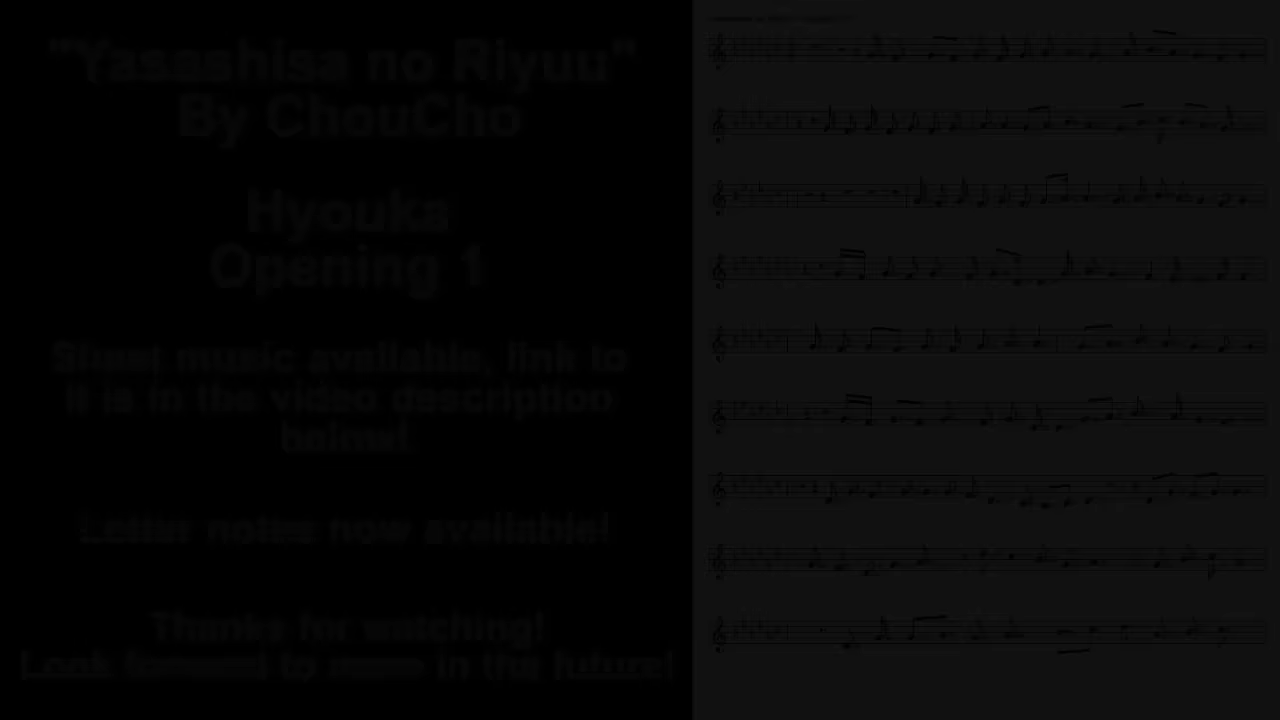 "Yasashisa no Riyuu"
By ChouCho
Hyouka
Opening 1
Sheet music available, link to
it is in the video description
below!
Letter notes now available!
Thanks for watching!
Look forward to more in the future!